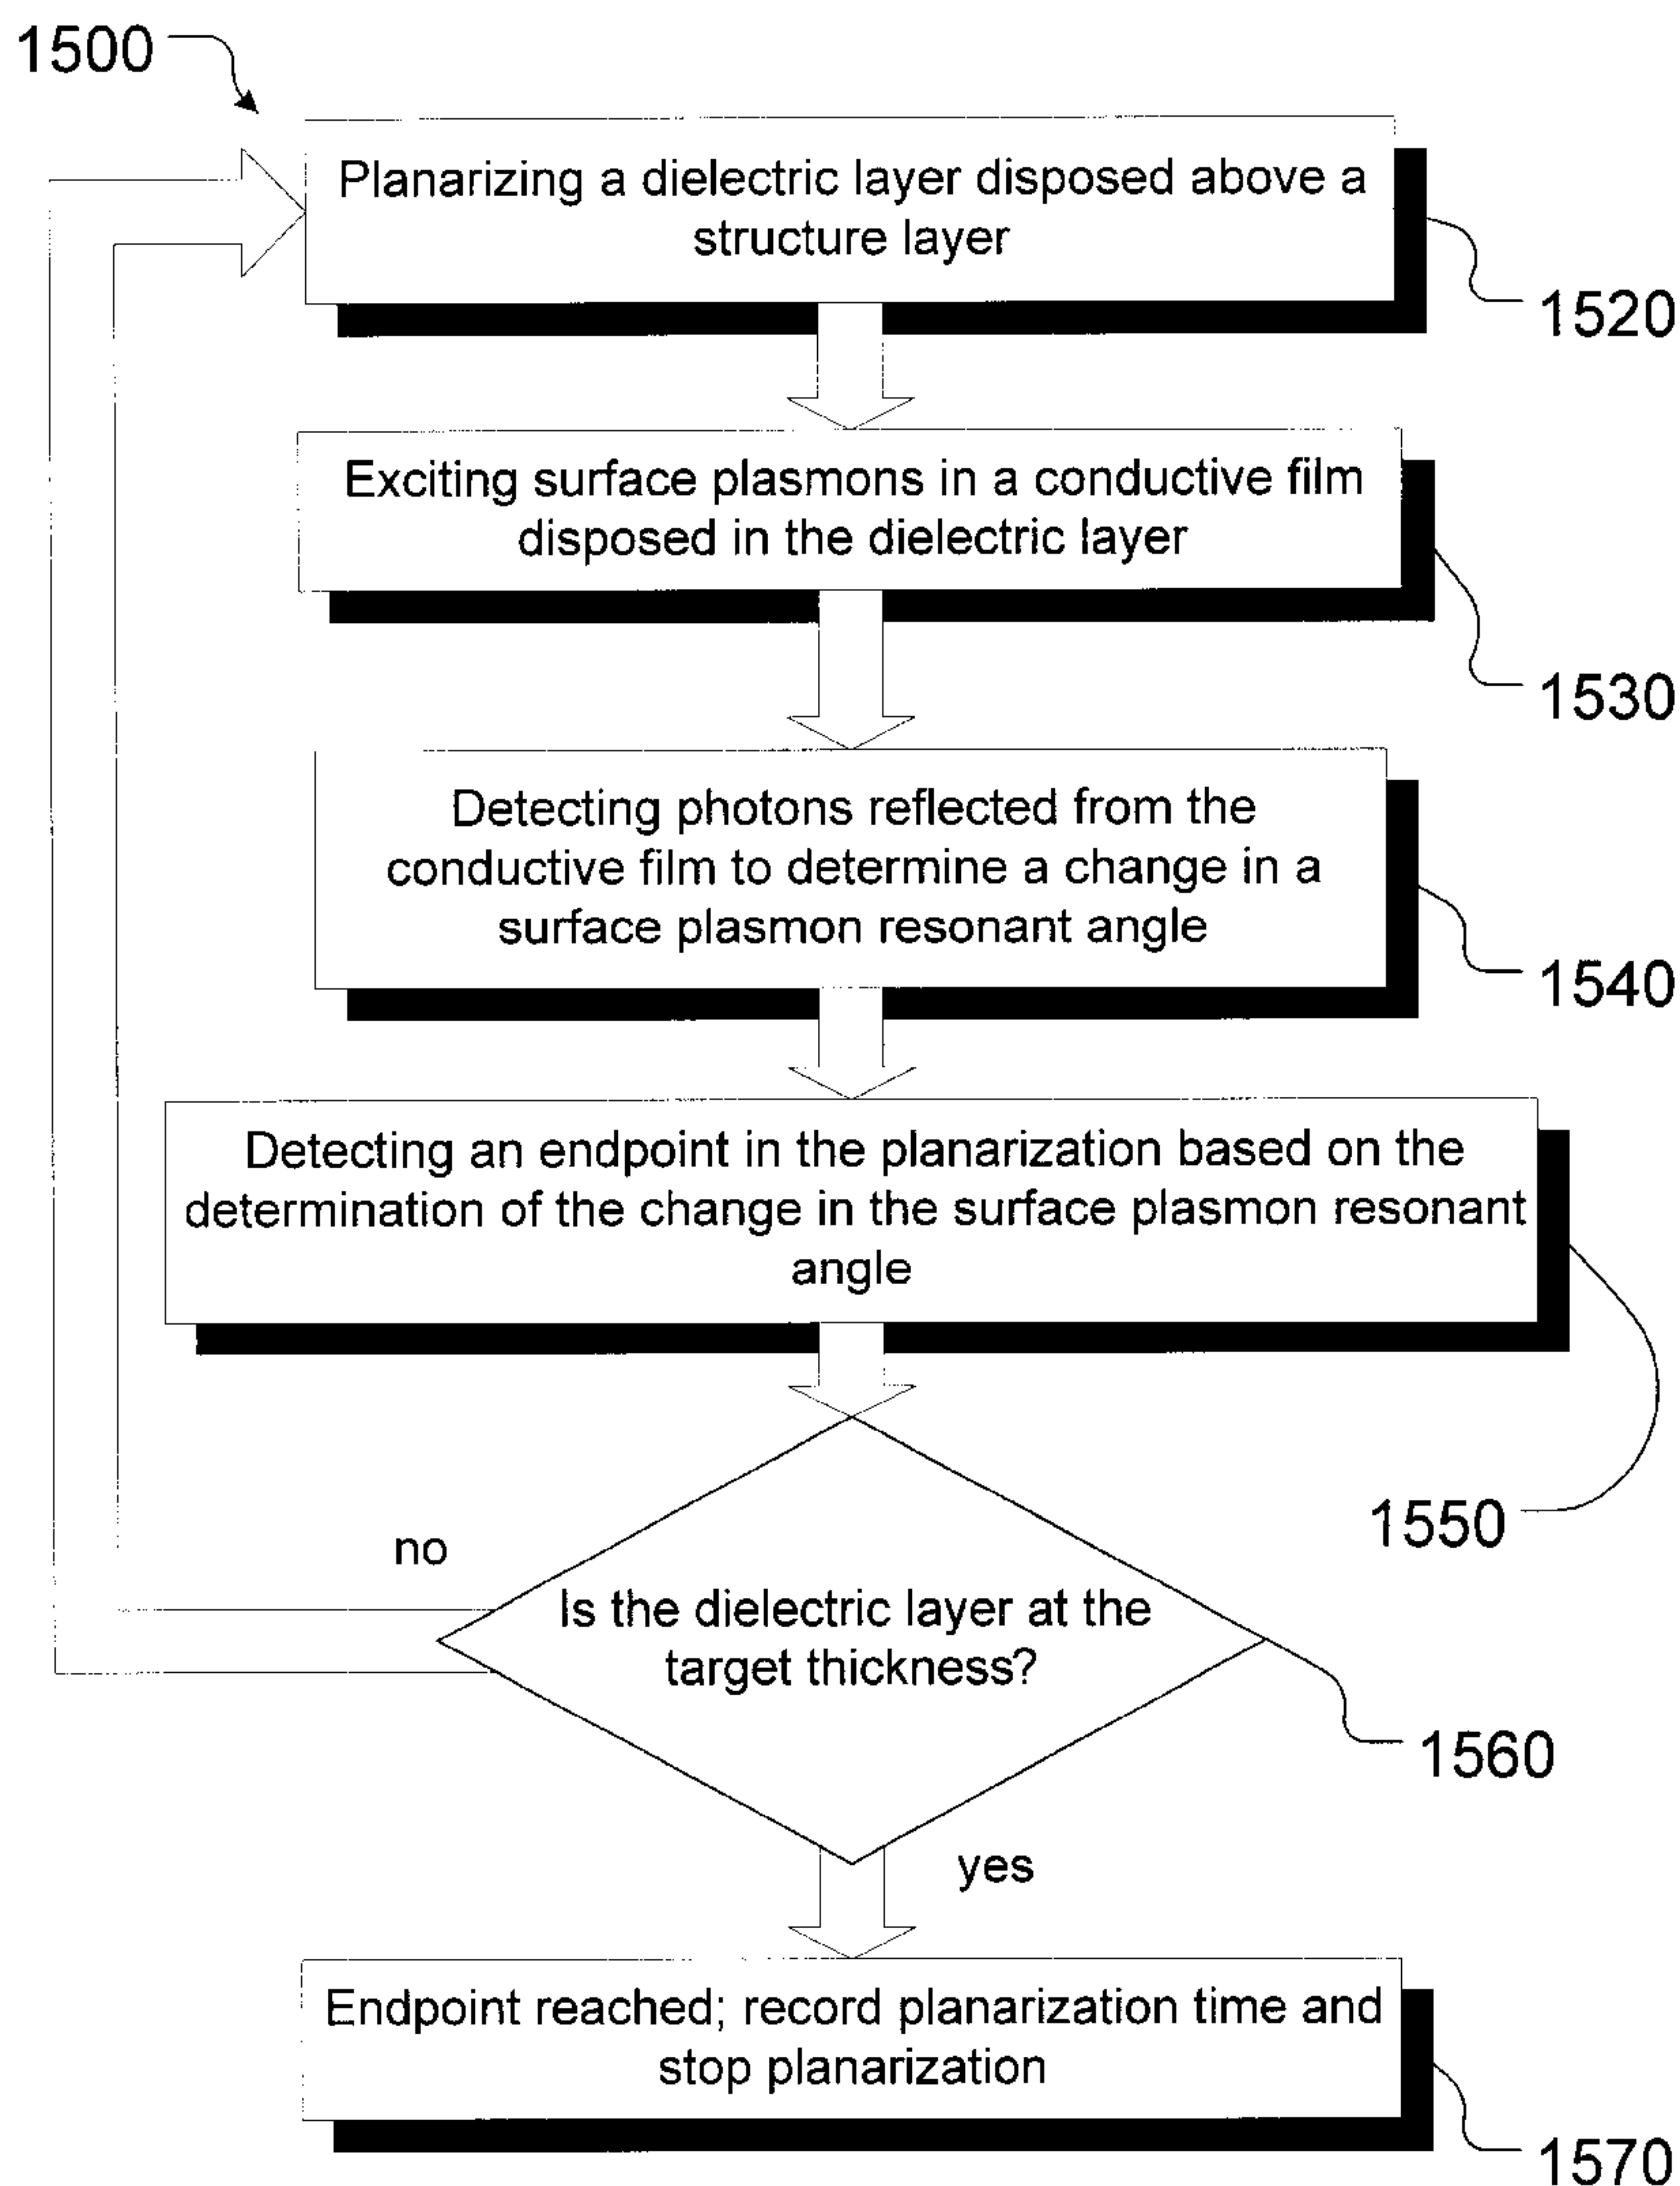 1500
Planarizing a dielectric layer disposed above a
structure layer
1520
Exciting surface plasmons in a conductive film
disposed in the dielectric layer
1530
Detecting photons reflected from the
conductive film to determine a change in a
surface plasmon resonant angle
1540
Detecting an endpoint in the planarization based on the
determination of the change in the surface plasmon resonant
angle
1550
no
Is the dielectric layer at the
target thickness?
1560
yes
Endpoint reached; record planarization time and
stop planarization
1570